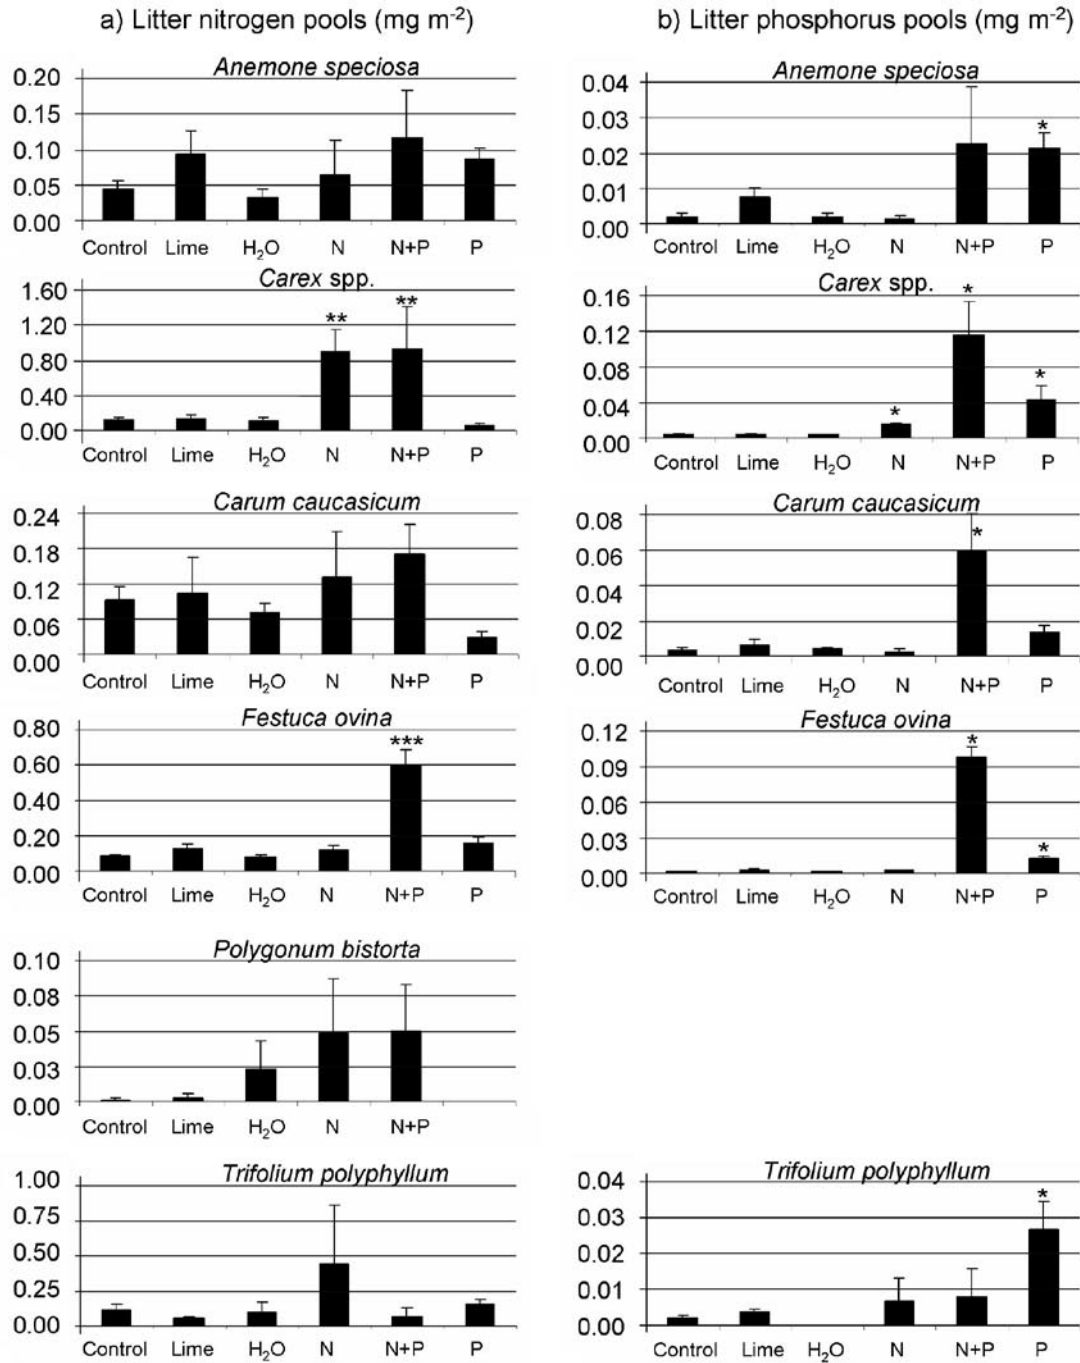 a) Litter nitrogen pools (mg m-2)
b) Litter phosphorus pools (mg m-2)
Anemone speciosa
0.20
0.15
0.10
0.05
0.00
Control Lime H2O N N+P P
Anemone speciosa
0.04
0.03
0.02
0.01
0.00
*
Control Lime H2O N N+P P
Carex spp.
1.60
1.20
0.80
0.40
0.00
** **
Control Lime H2O N N+P P
Carex spp.
0.16
0.12
0.08
0.04
0.00
* * *
Control Lime H2O N N+P P
Carum caucasicum
0.24
0.18
0.12
0.06
0.00
Control Lime H2O N N+P P
Carum caucasicum
0.08
0.06
0.04
0.02
0.00
*
Control Lime H2O N N+P P
Festuca ovina
0.80
0.60
0.40
0.20
0.00
***
Control Lime H2O N N+P P
Festuca ovina
0.12
0.09
0.06
0.03
0.00
* *
Control Lime H2O N N+P P
Polygonum bistorta
0.10
0.08
0.05
0.03
0.00
Control Lime H2O N N+P
Trifolium polyphyllum
1.00
0.75
0.50
0.25
0.00
Control Lime H2O N N+P P
Trifolium polyphyllum
0.04
0.03
0.02
0.01
0.00
*
Control Lime H2O N N+P P